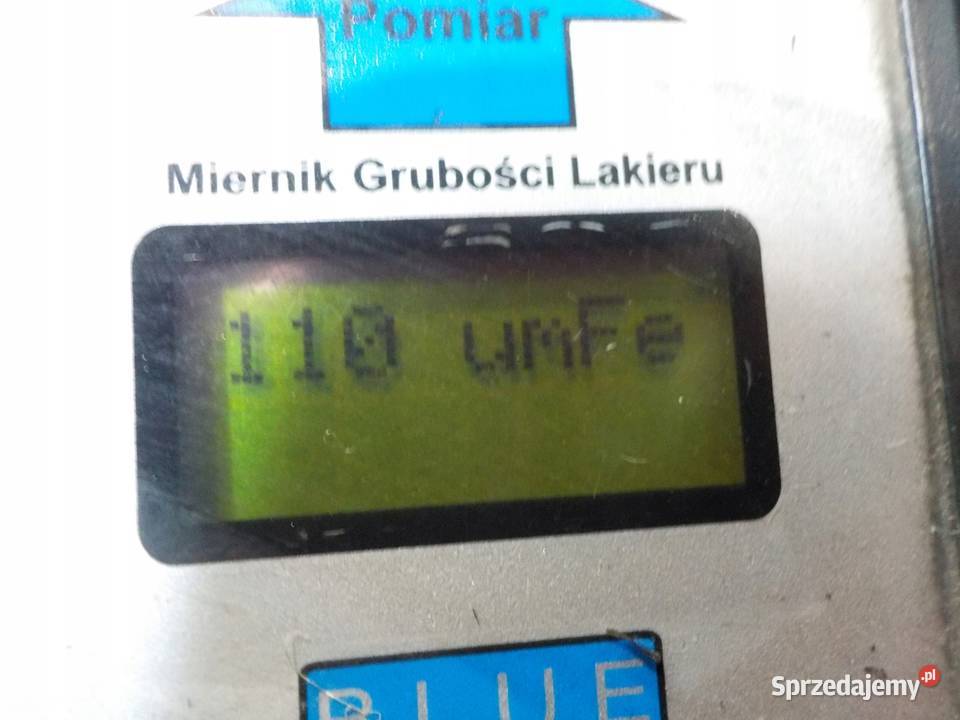 Pomiar
Miernik Grubości Lakieru
110 umFe
BLUE
Sprzedajemy.pl